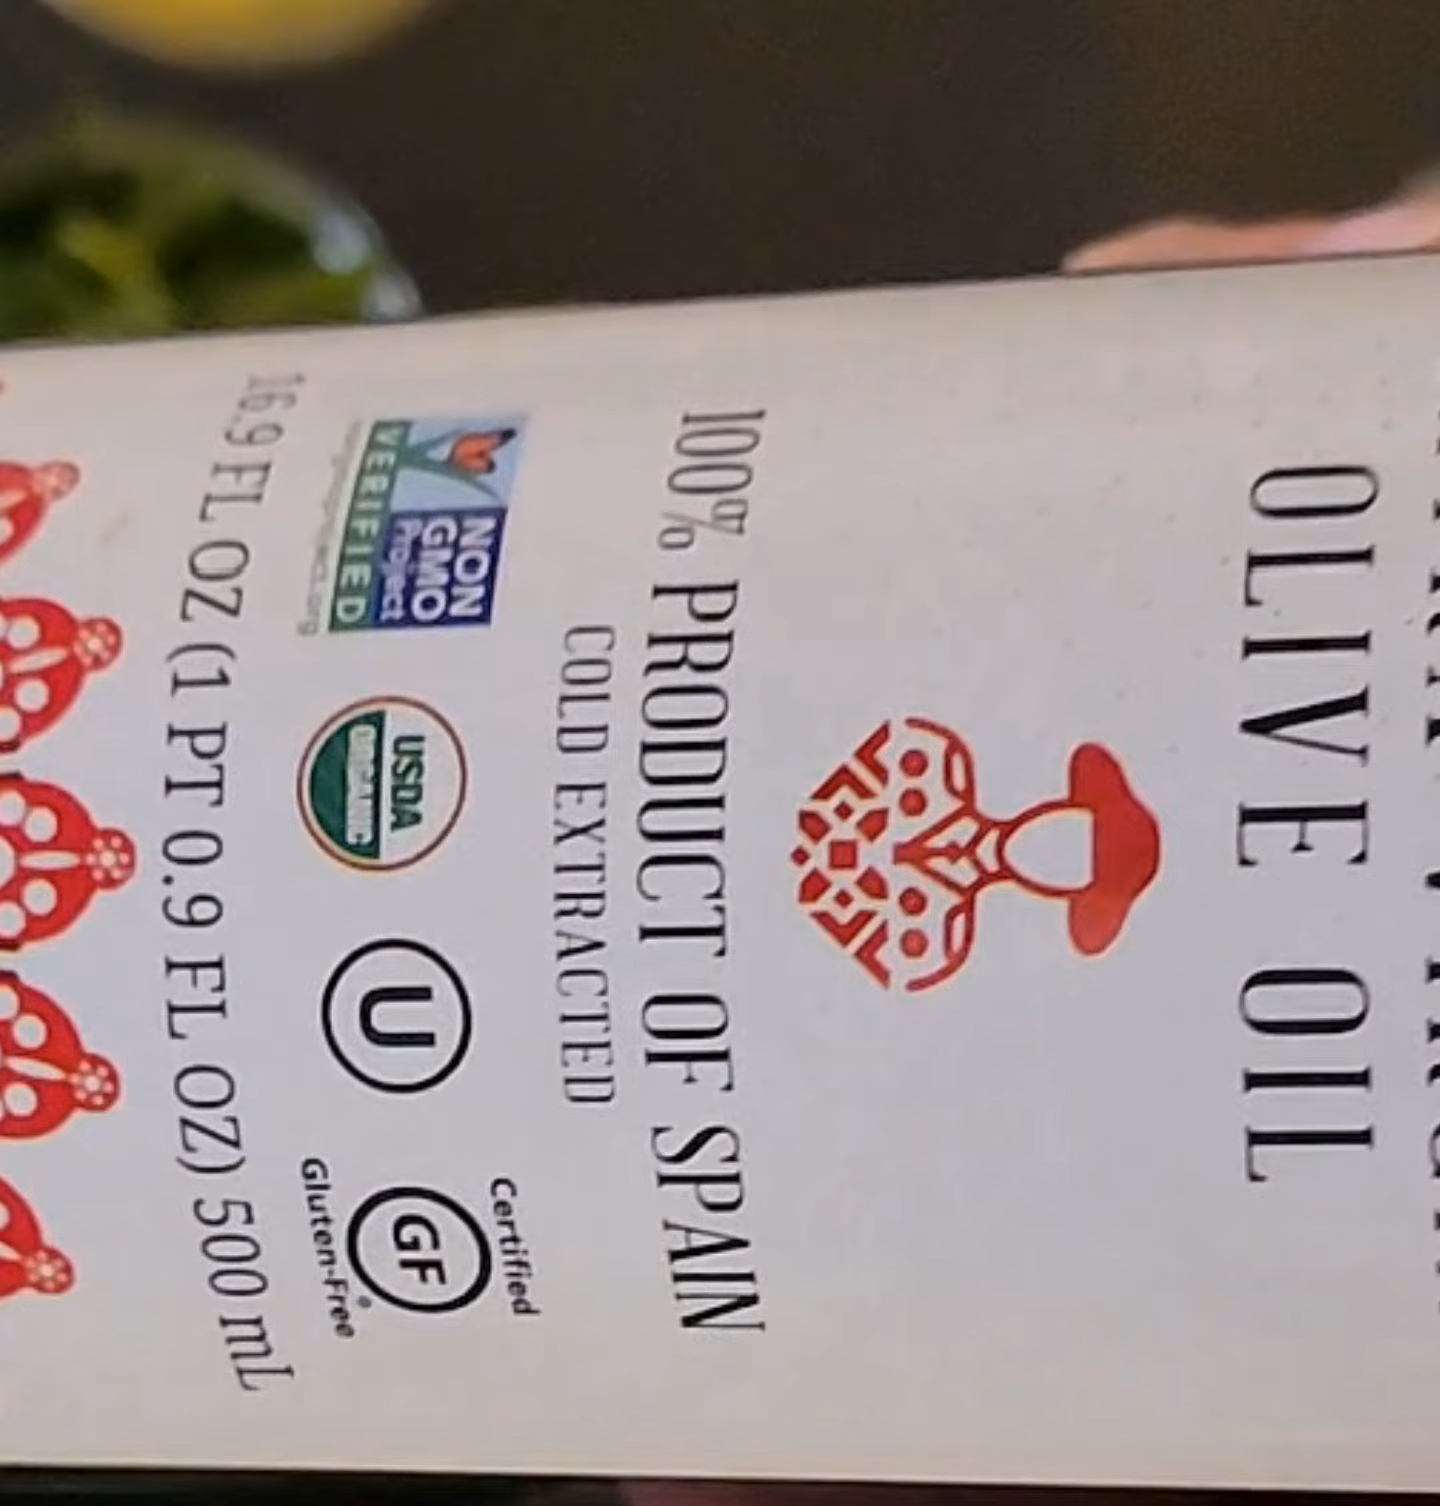 OLIVE OIL
100% PRODUCT OF SPAIN
COLD EXTRACTED
NON
GMO
Project
VERIFIED
USDA
ORGANIC
U
Certified
GF
Gluten-Free
16.9 FL OZ (1 PT 0.9 FL OZ) 500 mL